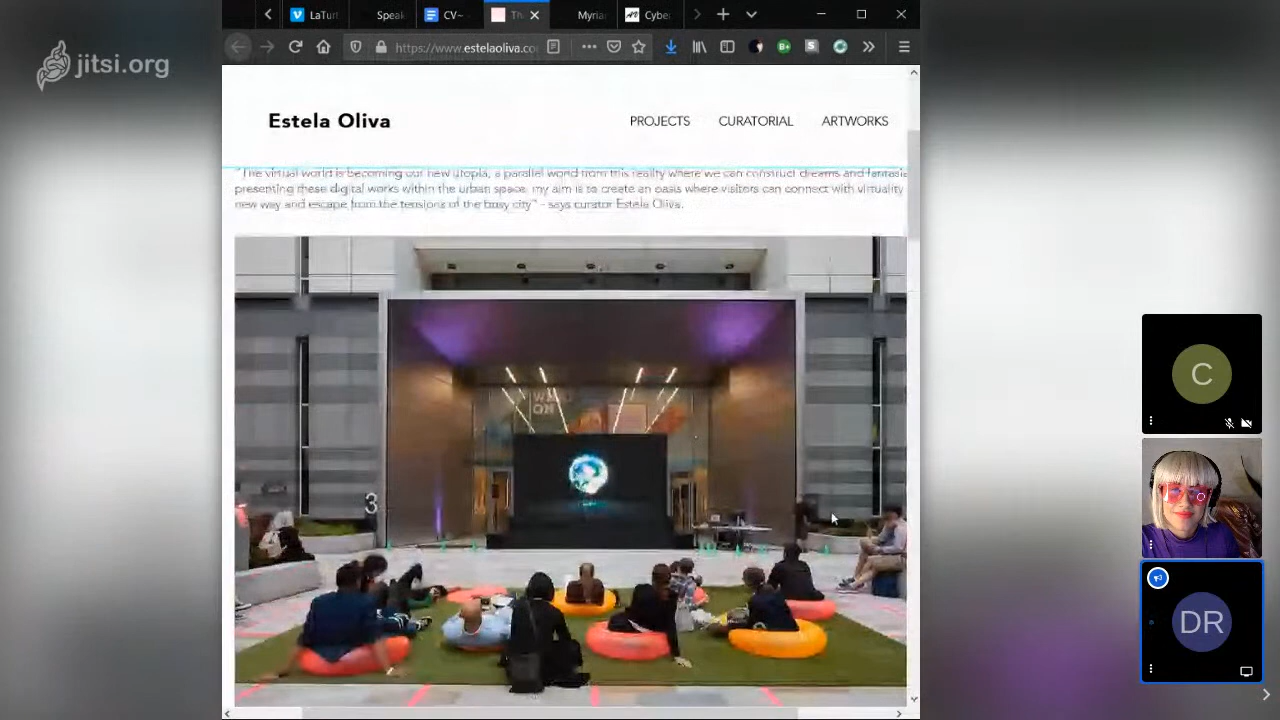 jitsi.org
LaTurt
Speak
CV~
Th
Myria
Cyber
https://www.estelaoliva.co
Estela Oliva
PROJECTS
CURATORIAL
ARTWORKS
"The virtual world is becoming our new utopia, a parallel world from this reality where we can construct dreams and fantasie
presenting these digital works within the urban space, my aim is to create an oasis where visitors can connect with virtuality
new way and escape from the tensions of the busy city" - says curator Estela Oliva.
3
C
DR